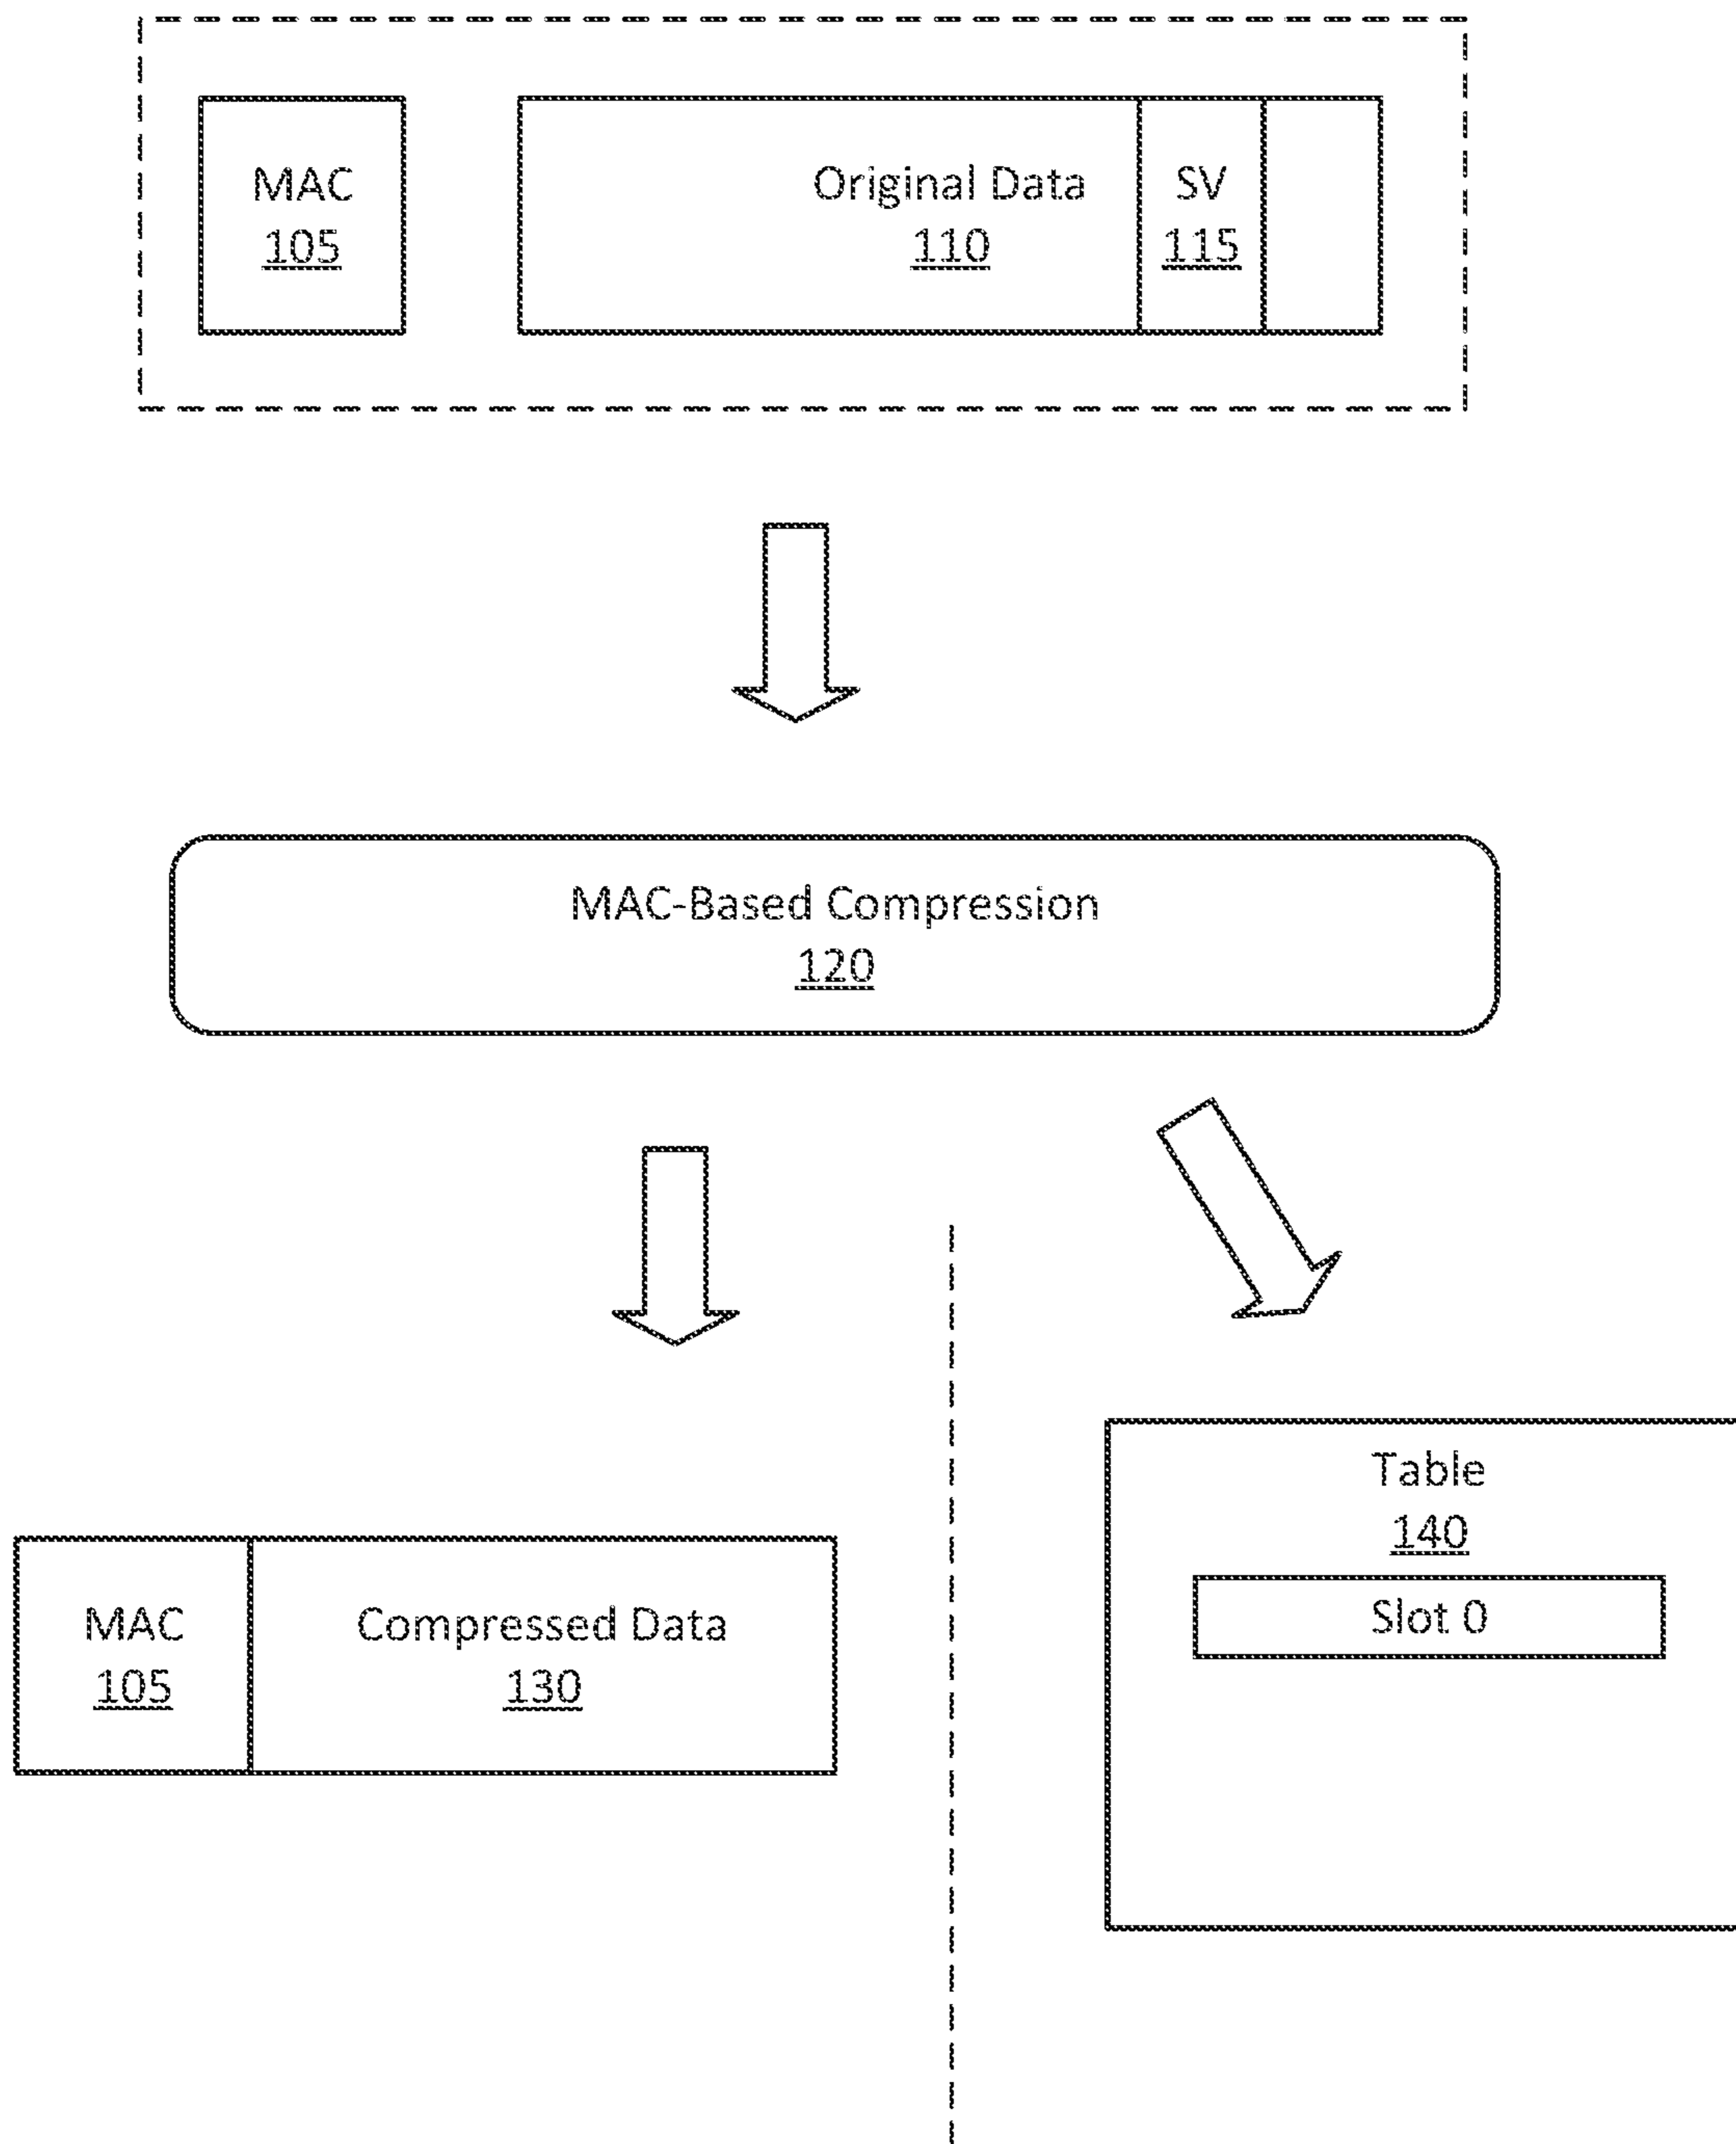 MAC
105
Original Data
110
SV
115
MAC-Based Compression
120
MAC
105
Compressed Data
130
Table
140
Slot 0